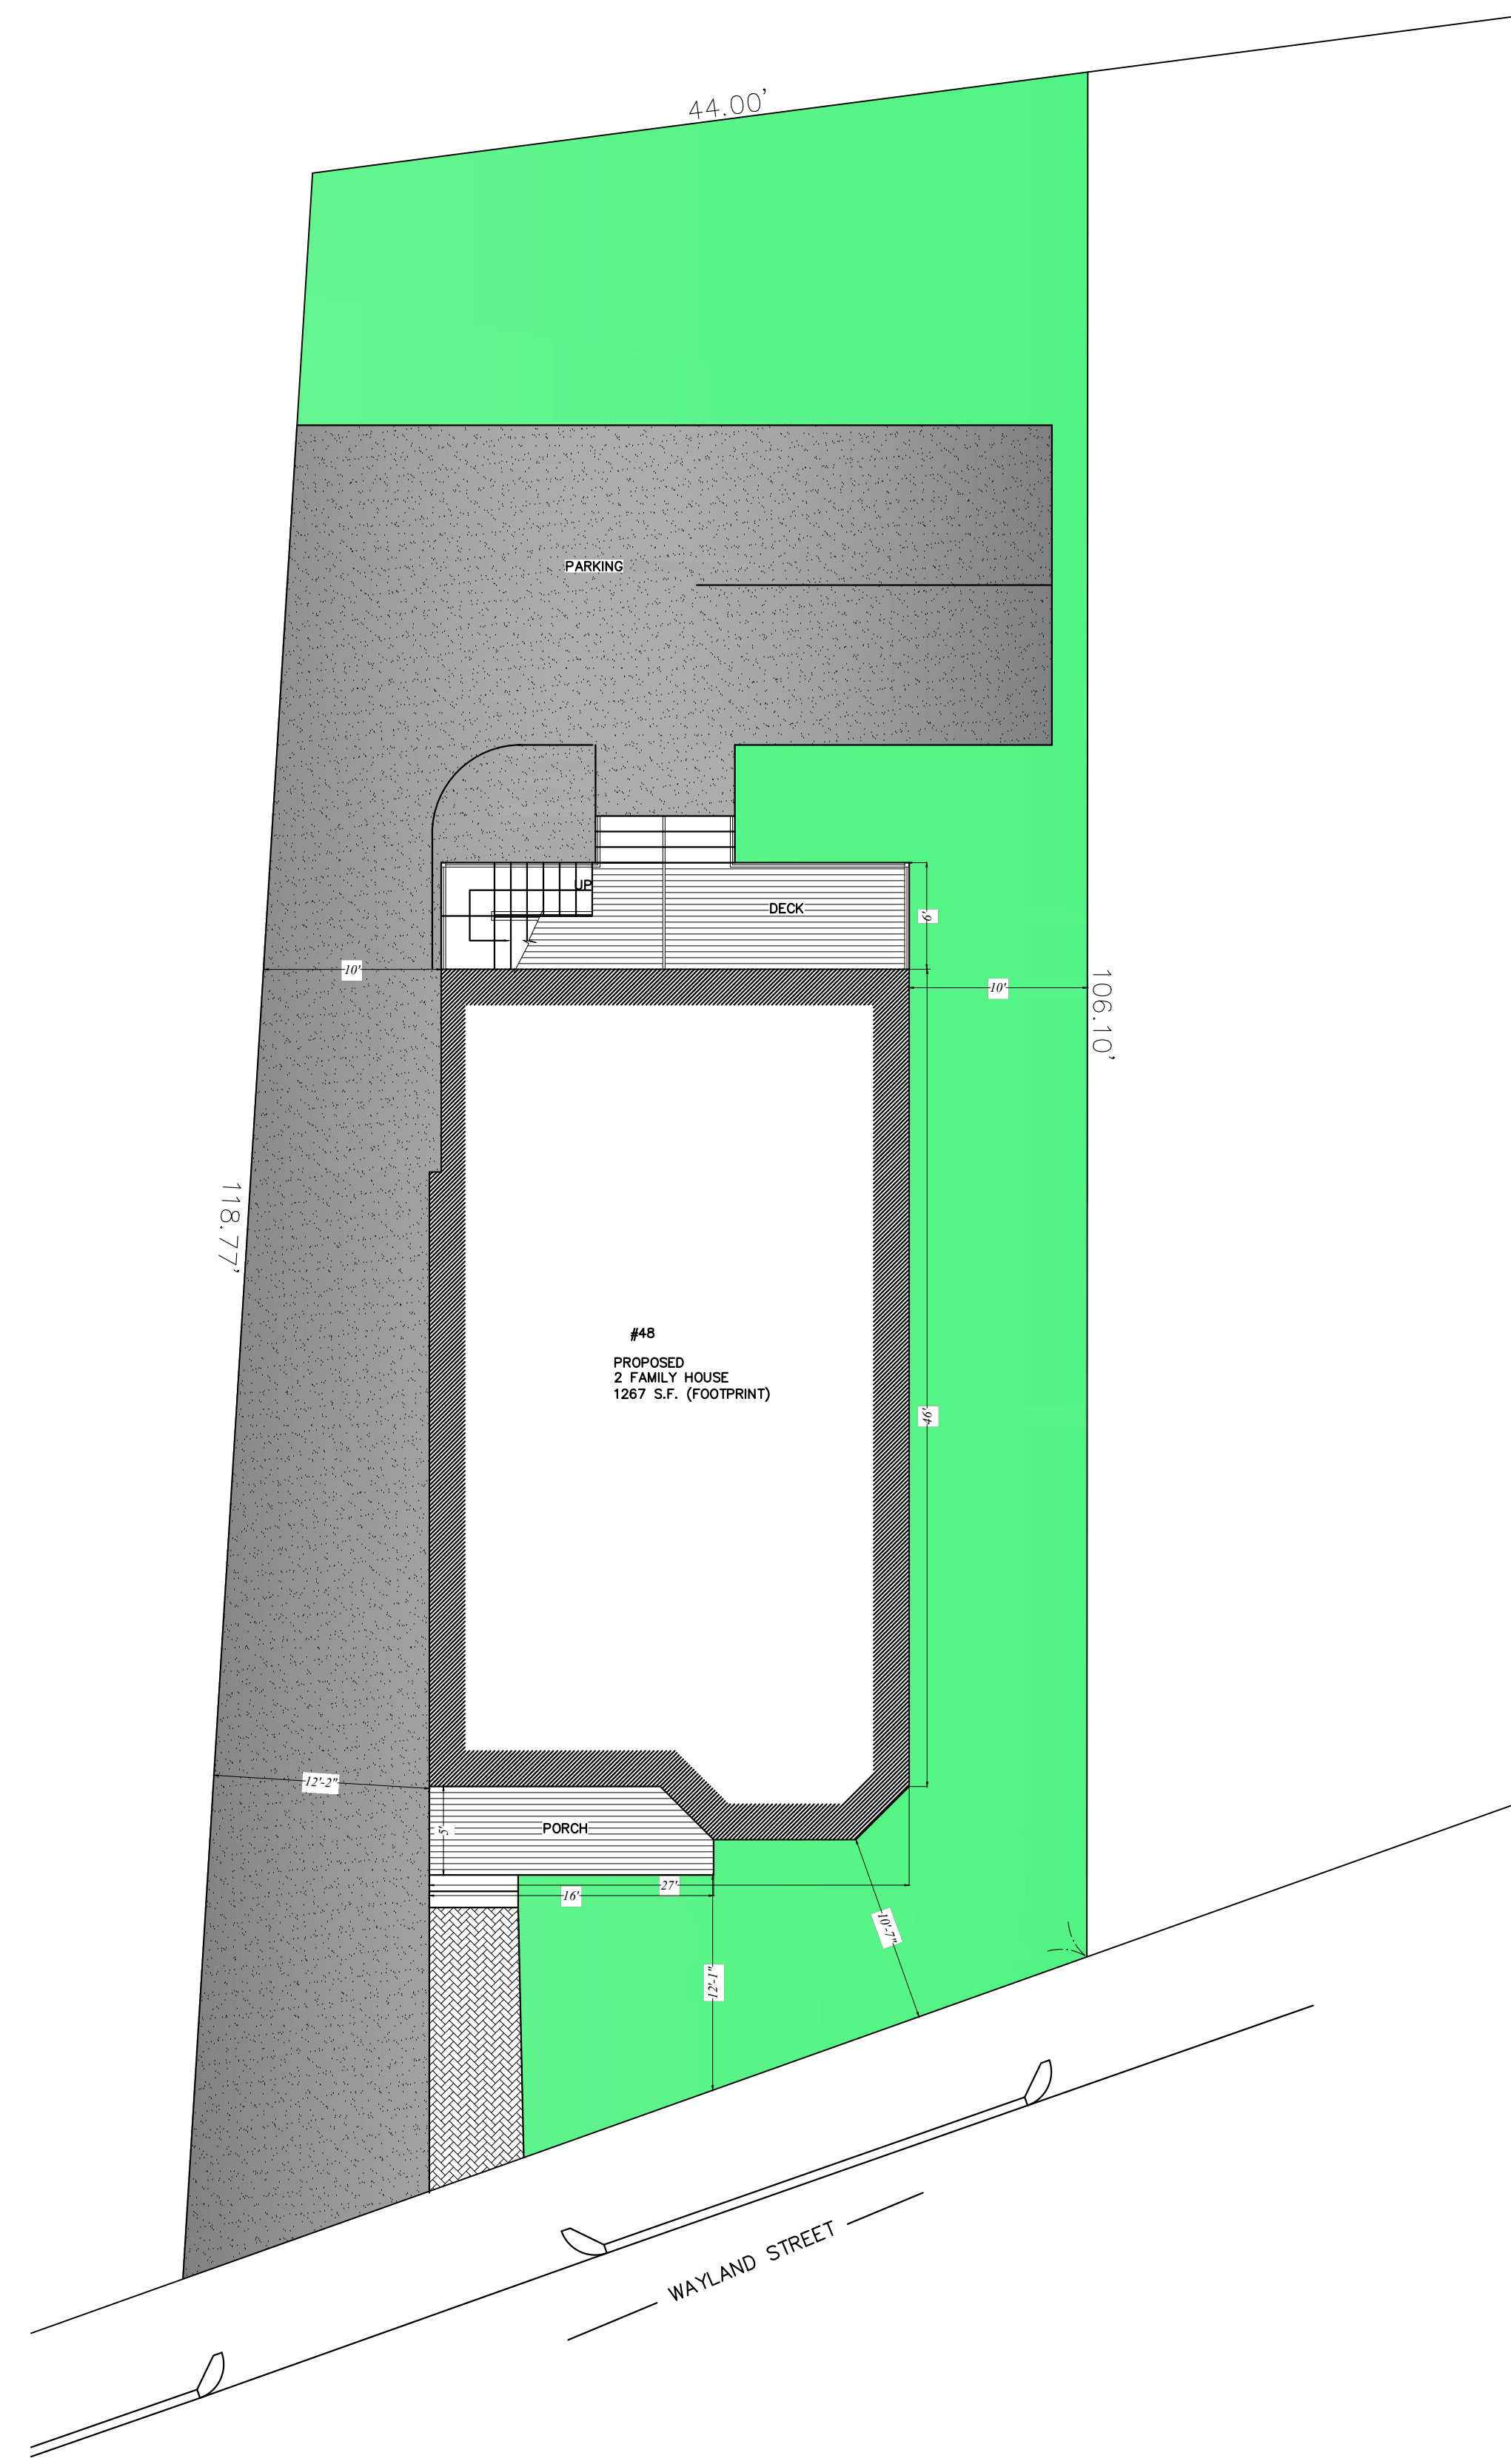 44.00'
PARKING
UP
DECK
6'
10'
10'
106.10'
118.77'
#48
PROPOSED
2 FAMILY HOUSE
1267 S.F. (FOOTPRINT)
46'
12'-2"
5'
PORCH
27'
16'
10'-7"
12'-1"
WAYLAND STREET